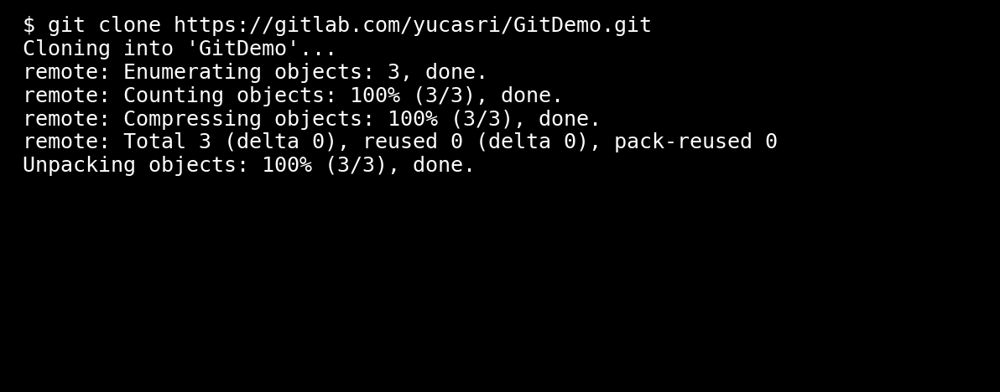 $ git clone https://gitlab.com/yucasri/GitDemo.git
Cloning into 'GitDemo'...
remote: Enumerating objects: 3, done.
remote: Counting objects: 100% (3/3), done.
remote: Compressing objects: 100% (3/3), done.
remote: Total 3 (delta 0), reused 0 (delta 0), pack-reused 0
Unpacking objects: 100% (3/3), done.